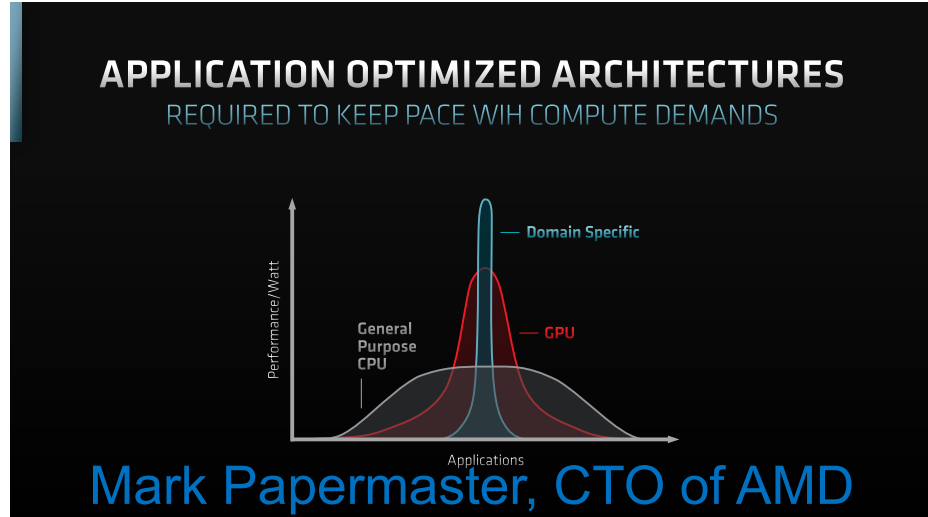 APPLICATION OPTIMIZED ARCHITECTURES
REQUIRED TO KEEP PACE WIH COMPUTE DEMANDS
Domain Specific
GPU
General
Purpose
CPU
Performance/Watt
Applications
Mark Papermaster, CTO of AMD